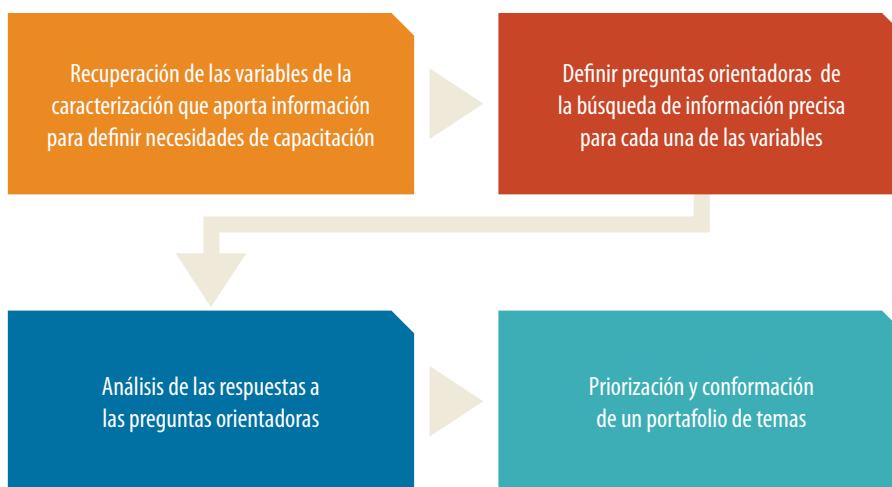 Recuperación de las variables de la
caracterización que aporta información
para definir necesidades de capacitación
Definir preguntas orientadoras de
la búsqueda de información precisa
para cada una de las variables
Análisis de las respuestas a
las preguntas orientadoras
Priorización y conformación
de un portafolio de temas